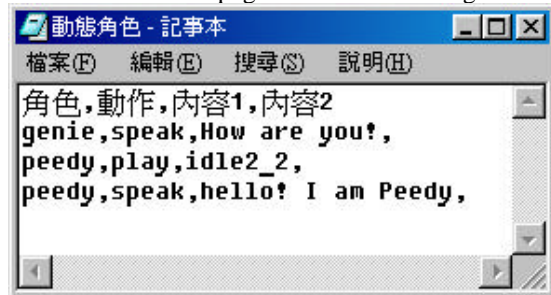 動態角色 - 記事本
檔案(F) 編輯(E) 搜尋(S) 說明(H)
角色,動作,內容1,內容2
genie,speak,How are you!,
peedy,play,idle2_2,
peedy,speak,hello! I am Peedy,